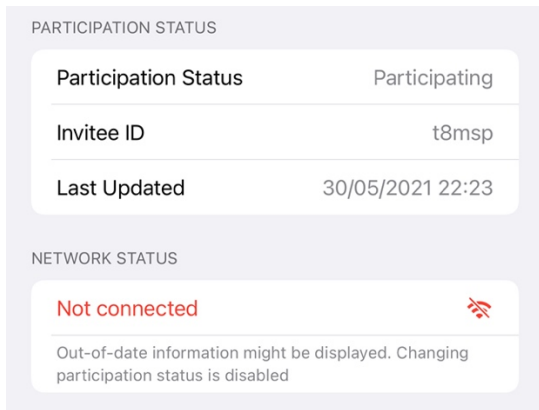 PARTICIPATION STATUS
Participation Status Participating
Invitee ID t8msp
Last Updated 30/05/2021 22:23
NETWORK STATUS
Not connected
Out-of-date information might be displayed. Changing
participation status is disabled